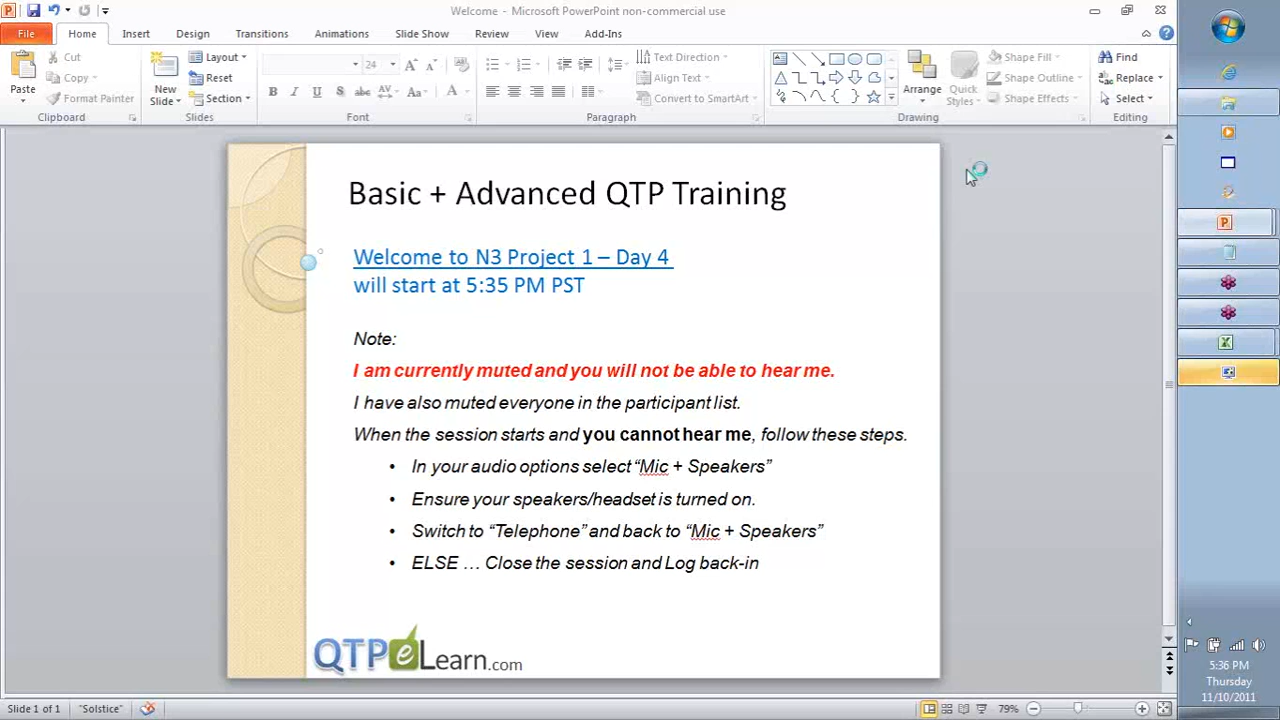 Welcome - Microsoft PowerPoint non-commercial use
File Home Insert Design Transitions Animations Slide Show Review View Add-Ins
Cut
Copy
Format Painter
Paste
Clipboard
New Slide
Layout
Reset
Section
Slides
24
Font
Text Direction
Align Text
Convert to SmartArt
Paragraph
Arrange
Quick Styles
Shape Fill
Shape Outline
Shape Effects
Drawing
Find
Replace
Select
Editing
Basic + Advanced QTP Training
Welcome to N3 Project 1 – Day 4
will start at 5:35 PM PST
Note:
I am currently muted and you will not be able to hear me.
I have also muted everyone in the participant list.
When the session starts and you cannot hear me, follow these steps.
• In your audio options select “Mic + Speakers”
• Ensure your speakers/headset is turned on.
• Switch to “Telephone” and back to “Mic + Speakers”
• ELSE … Close the session and Log back-in
QTPeLearn.com
5:36 PM
Thursday
11/10/2011
Slide 1 of 1 "Solstice" 79%